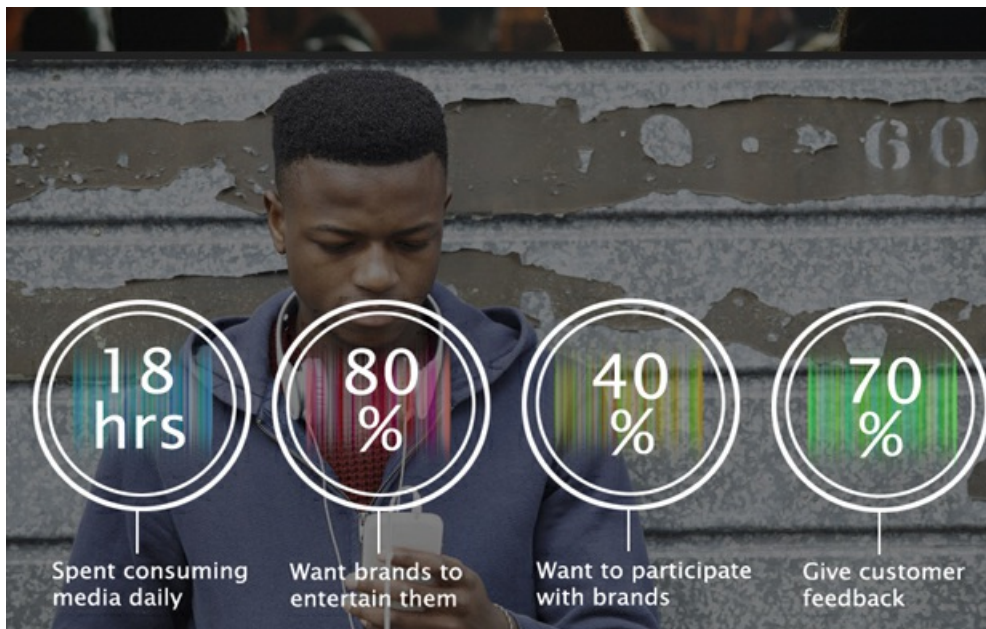 60
18
hrs
80
%
40
%
70
%
Spent consuming
media daily
Want brands to
entertain them
Want to participate
with brands
Give customer
feedback